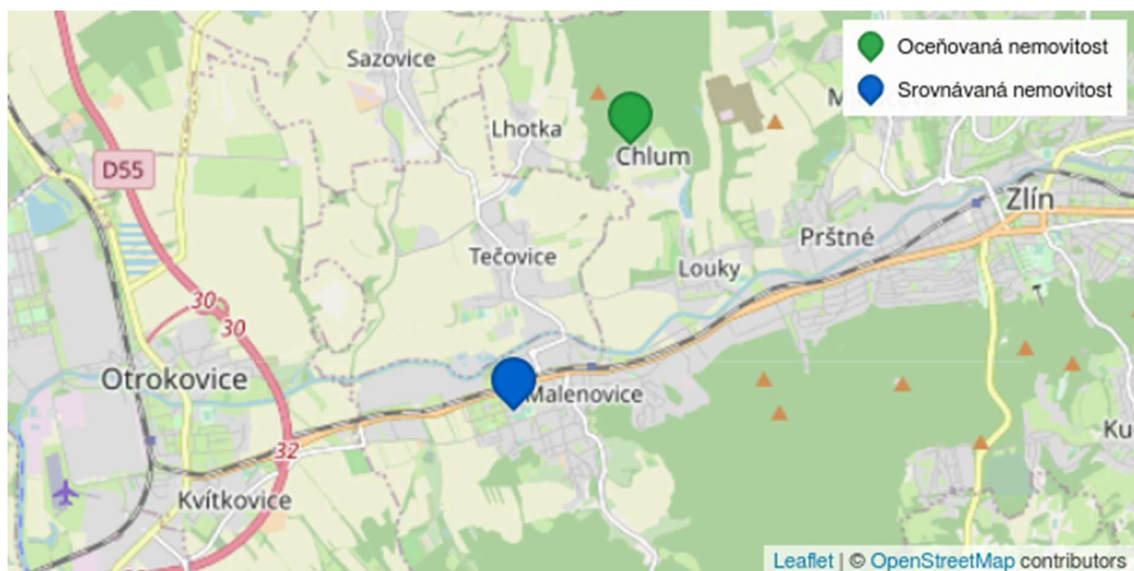 Sazovice
Oceňovaná nemovitost
Srovnávaná nemovitost
Lhotka
Chlum
D55
Zlín
Prštné
Tečovice
Louky
30
30
Otrokovice
Malenovice
32
Ku
Kvítkovice
Leaflet | © OpenStreetMap contributors